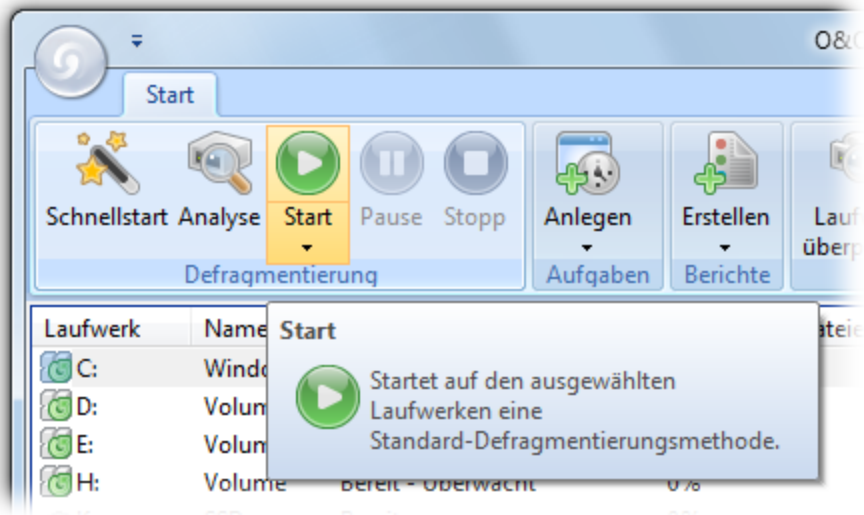 O&O
Start
Schnellstart Analyse Start Pause Stopp Anlegen Erstellen
Defragmentierung Aufgaben Berichte
Laufwerk Name
Start
C:
Startet auf den ausgewählten
D:
Laufwerken eine
E:
Standard-Defragmentierungsmethode.
H: Volume Bereit - Überwacht 0%